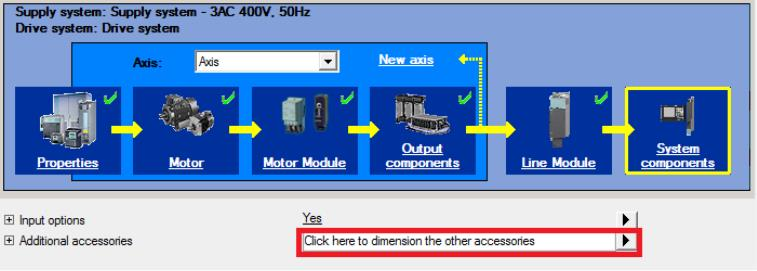 Supply system: Supply system - 3AC 400V, 50Hz
Drive system: Drive system
Axis: Axis New axis
Properties Motor Motor Module Output components Line Module System components
Input options Yes
Additional accessories Click here to dimension the other accessories